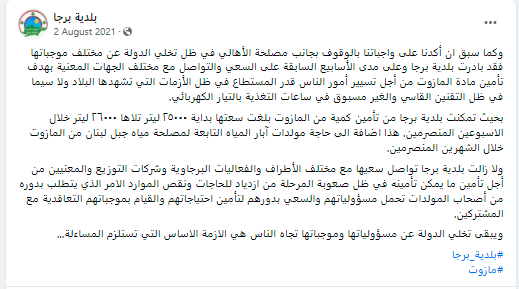 بلدية برجا
2 August 2021
وكما سبق ان أكدنا على واجباتنا بالوقوف بجانب مصلحة الأهالي في ظل تخلي الدولة عن مختلف موجباتها
فقد بادرت بلدية برجا وعلى مدى الأسابيع السابقة على السعي والتواصل مع مختلف الجهات المعنية بهدف
تأمين مادة المازوت من أجل تسيير أمور الناس قدر المستطاع في ظل الأزمات التي تشهدها البلاد ولا سيما
في ظل التقنين القاسي والغير مسبوق في ساعات التغذية بالتيار الكهربائي.
بحيث تمكنت بلدية برجا من تأمين كمية من المازوت بلغت سعتها بداية ٢٥٠٠٠ ليتر تلاها ٢٦٠٠٠ ليتر خلال
الاسبوعين المنصرمين. هذا اضافة الى حاجة مولدات آبار المياه التابعة لمصلحة مياه جبل لبنان من المازوت
خلال الشهرين المنصرمين.
ولا زالت بلدية برجا تواصل سعيها مع مختلف الأطراف والفعاليات البرجاوية وشركات التوزيع والمعنيين من
أجل تأمين ما يمكن تأمينه في ظل صعوبة المرحلة من ازدياد للحاجات ونقص الموارد الامر الذي يتطلب بدوره
من أصحاب المولدات تحمل مسؤولياتهم والسعي بدورهم لتأمين احتياجاتهم والقيام بموجباتهم التعاقدية مع
المشتركين.
ويبقى تخلي الدولة عن مسؤولياتها وموجباتها تجاه الناس هي الازمة الاساس التي تستلزم المساءلة...
#بلدية_برجا
#مازوت